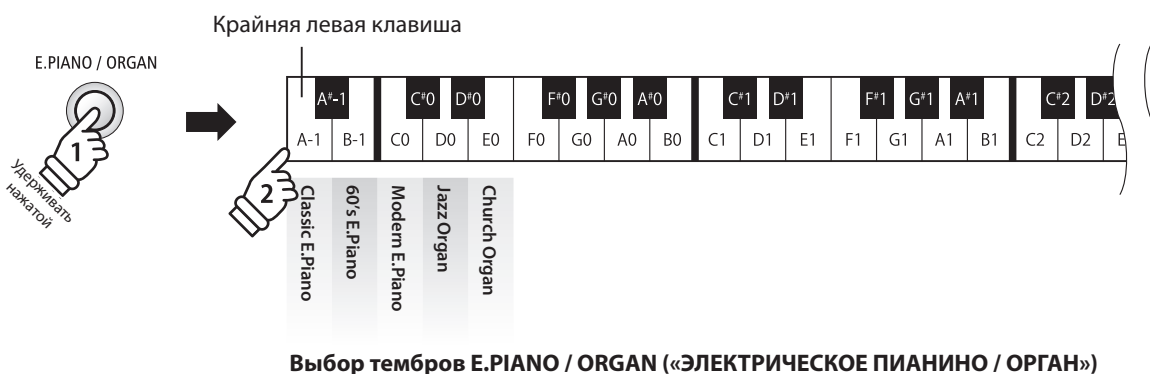 Крайняя левая клавиша
E.PIANO / ORGAN
1
Удерживать
нажатой
2
A#-1 C#0 D#0 F#0 G#0 A#0 C#1 D#1 F#1 G#1 A#1 C#2 D#2
A-1 B-1 C0 D0 E0 F0 G0 A0 B0 C1 D1 E1 F1 G1 A1 B1 C2 D2 E
Classic E.Piano
60's E.Piano
Modern E.Piano
Jazz Organ
Church Organ
Выбор тембров E.PIANO / ORGAN («ЭЛЕКТРИЧЕСКОЕ ПИАНИНО / ОРГАН»)